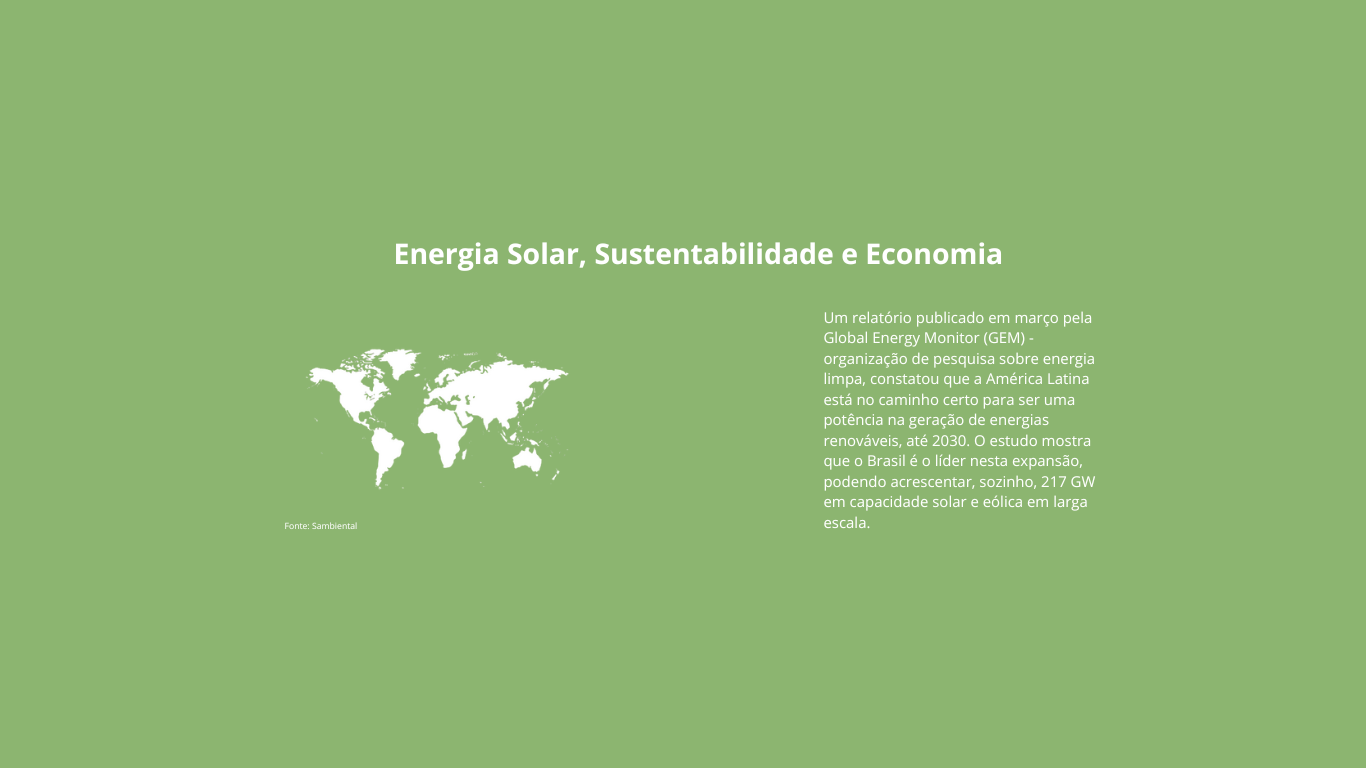 Energia Solar, Sustentabilidade e Economia
Um relatório publicado em março pela
Global Energy Monitor (GEM) -
organização de pesquisa sobre energia
limpa, constatou que a América Latina
está no caminho certo para ser uma
potência na geração de energias
renováveis, até 2030. O estudo mostra
que o Brasil é o líder nesta expansão,
podendo acrescentar, sozinho, 217 GW
em capacidade solar e eólica em larga
escala.
Fonte: Sambiental